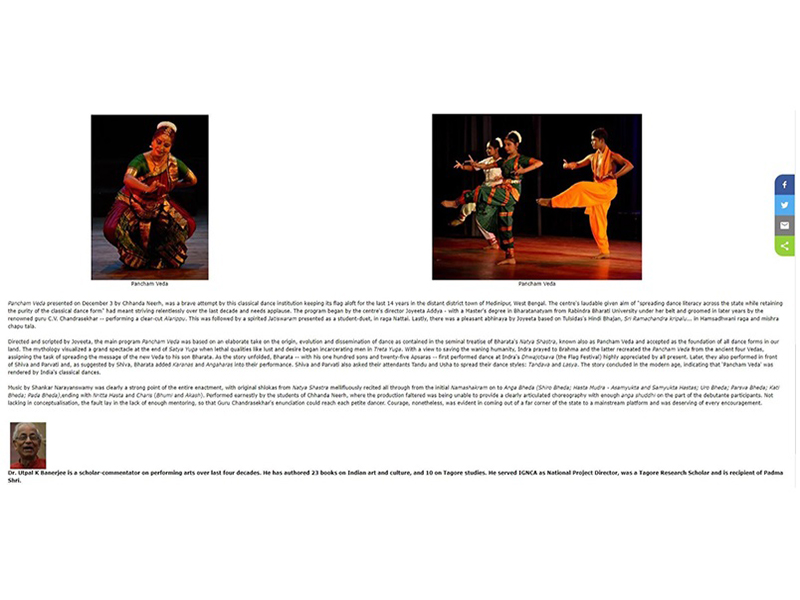 Pancham Veda
Pancham Veda
Pancham Veda presented on December 3 by Chhanda Neerh, was a brave attempt by this classical dance institution keeping its flag aloft for the last 14 years in the distant district town of Medinipur, West Bengal. The centre's laudable given aim of "spreading dance literacy across the state while retaining
the purity of the classical dance form" had meant striving relentlessly over the last decade and needs applause. The program began by the centre's director Joyeeta Addya - with a Master's degree in Bharatanatyam from Rabindra Bharati University under her belt and groomed in later years by the
renowned guru C.V. Chandrasekhar -- performing a clear-cut Alarippu. This was followed by a spirited Jatiswaram presented as a student-duet, in raga Nattai. Lastly, there was a pleasant abhinaya by Joyeeta based on Tulsidas's Hindi Bhajan, Sri Ramachandra kripalu... in Hamsadhwani raga and mishra
chapu tala.
Directed and scripted by Joyeeta, the main program Pancham Veda was based on an elaborate take on the origin, evolution and dissemination of dance as contained in the seminal treatise of Bharata's Natya Shastra, known also as Pancham Veda and accepted as the foundation of all dance forms in our
land. The mythology visualized a grand spectacle at the end of Satya Yuga when lethal qualities like lust and desire began incarcerating men in Treta Yuga. With a view to saving the waning humanity, Indra prayed to Brahma and the latter recreated the Pancham Veda from the ancient four Vedas,
assigning the task of spreading the message of the new Veda to his son Bharata. As the story unfolded, Bharata -- with his one hundred sons and twenty-five Apsaras -- first performed dance at Indra's Dhwajotsava (the Flag Festival) highly appreciated by all present. Later, they also performed in front
of Shiva and Parvati and, as suggested by Shiva, Bharata added Karanas and Angaharas into their performance. Shiva and Parvati also asked their attendants Tandu and Usha to spread their dance styles: Tandava and Lasya. The story concluded in the modern age, indicating that 'Pancham Veda' was
rendered by India's classical dances.
Music by Shankar Narayanswamy was clearly a strong point of the entire enactment, with original shlokas from Natya Shastra mellifluously recited all through from the initial Namashkaram on to Anga Bheda (Shiro Bheda; Hasta Mudra - Asamyukta and Samyukta Hastas; Uro Bheda; Parsva Bheda; Kati
Bheda; Pada Bheda),ending with Nritta Hasta and Charis (Bhumi and Akash). Performed earnestly by the students of Chhanda Neerh, where the production faltered was being unable to provide a clearly articulated choreography with enough anga shuddhi on the part of the debutante participants. Not
lacking in conceptualisation, the fault lay in the lack of enough mentoring, so that Guru Chandrasekhar's enunciation could reach each petite dancer. Courage, nonetheless, was evident in coming out of a far corner of the state to a mainstream platform and was deserving of every encouragement.
Dr. Utpal K Banerjee is a scholar-commentator on performing arts over last four decades. He has authored 23 books on Indian art and culture, and 10 on Tagore studies. He served IGNCA as National Project Director, was a Tagore Research Scholar and is recipient of Padma
Shri.